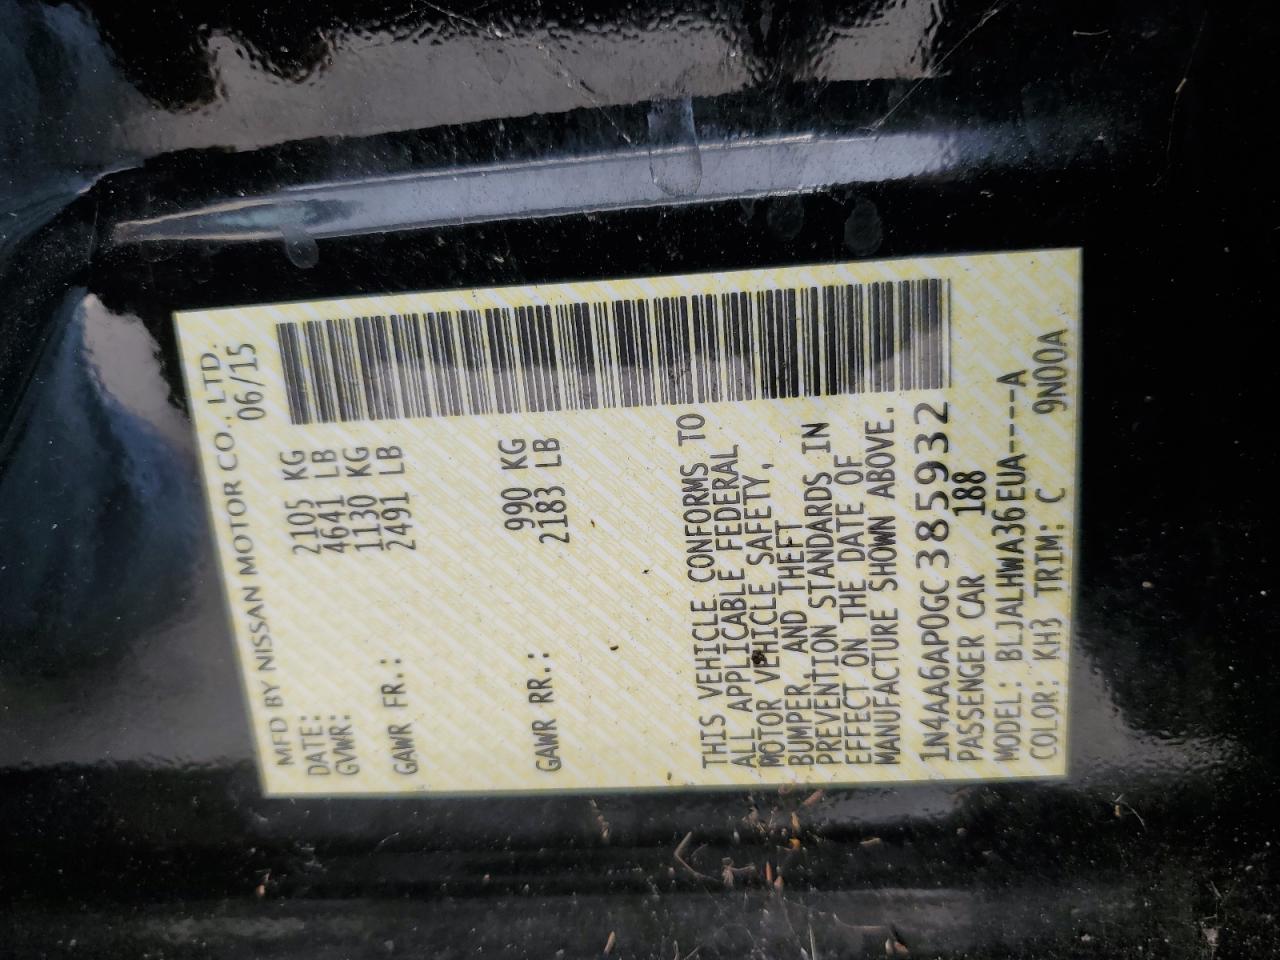 MFD BY NISSAN MOTOR CO., LTD.
DATE: 06/15
GVWR: 2105 KG
4641 LB
GAWR FR.: 1130 KG
2491 LB
GAWR RR.: 990 KG
2183 LB
THIS VEHICLE CONFORMS TO
ALL APPLICABLE FEDERAL
MOTOR VEHICLE SAFETY,
BUMPER, AND THEFT
PREVENTION STANDARDS IN
EFFECT ON THE DATE OF
MANUFACTURE SHOWN ABOVE.
1N4AA6AP0GC385932
PASSENGER CAR 188
MODEL: BLJALHWA36EUA----A
COLOR: KH3 TRIM: C 9N00A